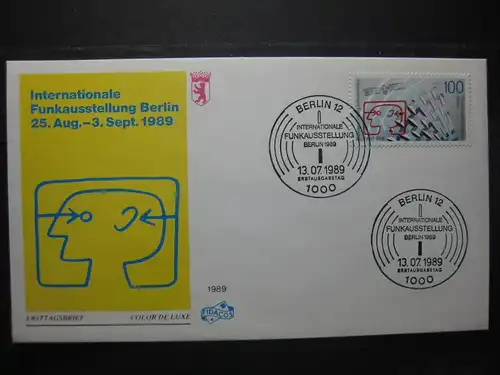 Internationale
Funkausstellung Berlin
25. Aug.–3. Sept. 1989
ERSTTAGSBRIEF
COLOR DE LUXE
1989
FIDACOS
100
BERLIN 12
INTERNATIONALE
FUNKAUSSTELLUNG
BERLIN 1989
13.07.1989
ERSTAUSGABETAG
1000
BERLIN 12
INTERNATIONALE
FUNKAUSSTELLUNG
BERLIN 1989
13.07.1989
ERSTAUSGABETAG
1000